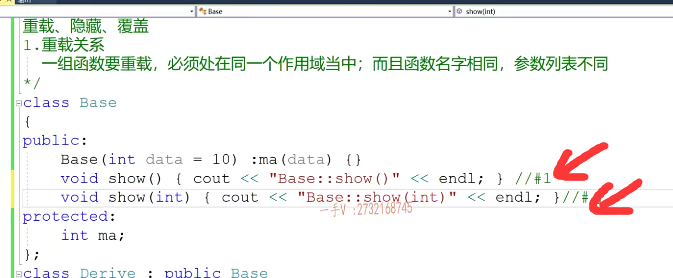 Base
show(int)
重载、隐藏、覆盖
1.重载关系
一组函数要重载，必须处在同一个作用域当中；而且函数名字相同，参数列表不同
*/
class Base
{
public:
Base(int data = 10) :ma(data) {}
void show() { cout << "Base::show()" << endl; } //#1
void show(int) { cout << "Base::show(int)" << endl; }//#
一手V :2732168745
protected:
int ma;
};
class Derive : public Base